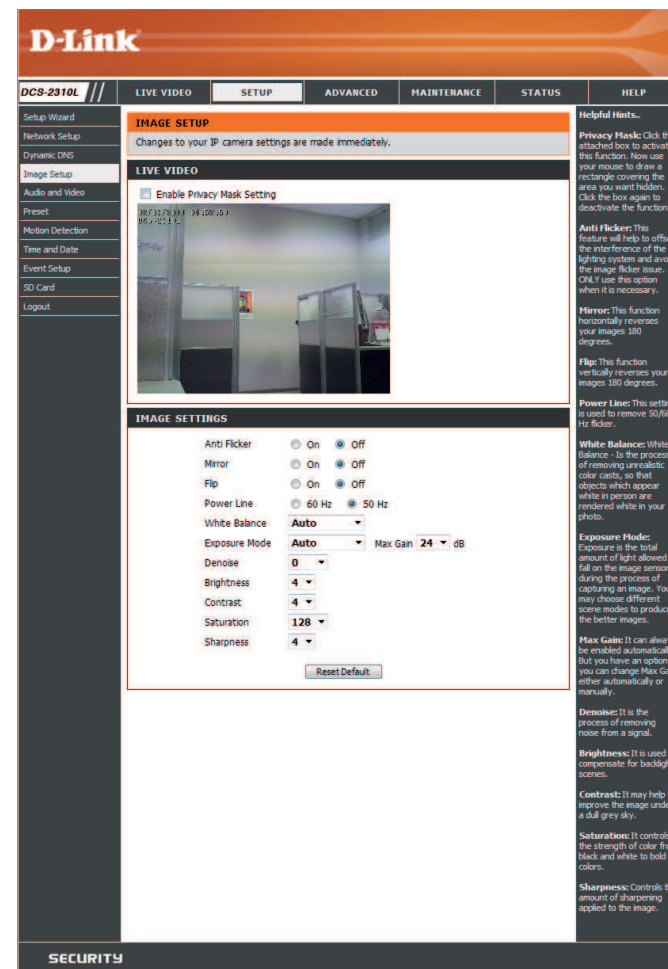 D-Link
DCS-2310L // LIVE VIDEO SETUP ADVANCED MAINTENANCE STATUS HELP
Setup Wizard
Network Setup
Dynamic DNS
Image Setup
Audio and Video
Preset
Motion Detection
Time and Date
Event Setup
SD Card
Logout
IMAGE SETUP
Changes to your IP camera settings are made immediately.
LIVE VIDEO
Enable Privacy Mask Setting
IMAGE SETTINGS
Anti Flicker On Off
Mirror On Off
Flip On Off
Power Line 60 Hz 50 Hz
White Balance Auto
Exposure Mode Auto Max Gain 24 dB
Denoise 0
Brightness 4
Contrast 4
Saturation 128
Sharpness 4
Reset Default
Helpful Hints..
Privacy Mask: Click th
attached box to activat
this function. Now use
your mouse to draw a
rectangle covering the
area you want hidden.
Click the box again to
deactivate the function
Anti Flicker: This
feature will help to offse
the interference of the
lighting system and avo
the image flicker issue.
ONLY use this option
when it is necessary.
Mirror: This function
horizontally reverses
your images 180
degrees.
Flip: This function
vertically reverses your
images 180 degrees.
Power Line: This settin
is used to remove 50/60
Hz flicker.
White Balance: White
Balance - Is the process
of removing unrealistic
color casts, so that
objects which appear
white in person are
rendered white in your
photo.
Exposure Mode:
Exposure is the total
amount of light allowed
fall on the image sensor
during the process of
capturing an image. You
may choose different
scene modes to produce
the better images.
Max Gain: It can alwa
be enabled automaticall
But you have an option
you can change Max Ga
either automatically or
manually.
Denoise: It is the
process of removing
noise from a signal.
Brightness: It is used
compensate for backligh
scenes.
Contrast: It may help
improve the image unde
a dull grey sky.
Saturation: It controls
the strength of color fro
black and white to bold
colors.
Sharpness: Controls t
amount of sharpening
applied to the image.
SECURITY